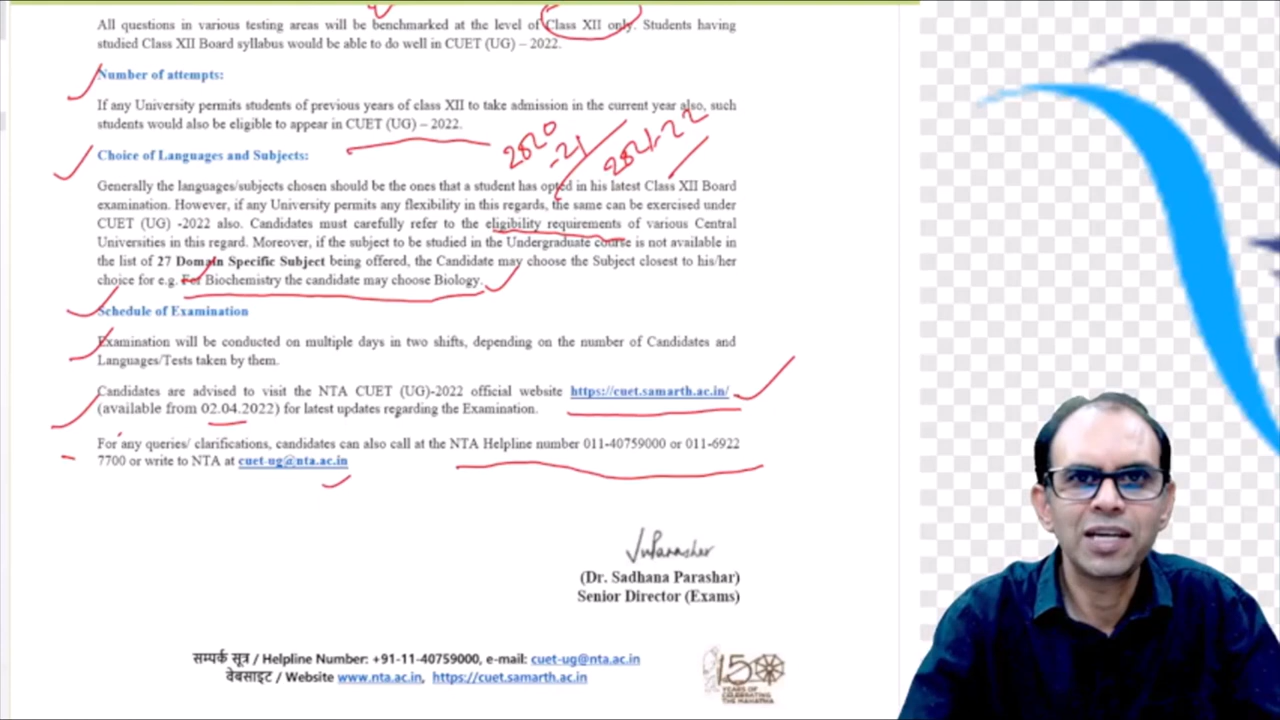 All questions in various testing areas will be benchmarked at the level of Class XII only. Students having
studied Class XII Board syllabus would be able to do well in CUET (UG) – 2022.
Number of attempts:
If any University permits students of previous years of class XII to take admission in the current year also, such
students would also be eligible to appear in CUET (UG) – 2022.
2020
-21
2021-22
Choice of Languages and Subjects:
Generally the languages/subjects chosen should be the ones that a student has opted in his latest Class XII Board
examination. However, if any University permits any flexibility in this regards, the same can be exercised under
CUET (UG) -2022 also. Candidates must carefully refer to the eligibility requirements of various Central
Universities in this regard. Moreover, if the subject to be studied in the Undergraduate course is not available in
the list of 27 Domain Specific Subject being offered, the Candidate may choose the Subject closest to his/her
choice for e.g. For Biochemistry the candidate may choose Biology.
Schedule of Examination
Examination will be conducted on multiple days in two shifts, depending on the number of Candidates and
Languages/Tests taken by them.
Candidates are advised to visit the NTA CUET (UG)-2022 official website https://cuet.samarth.ac.in/
(available from 02.04.2022) for latest updates regarding the Examination.
For any queries/ clarifications, candidates can also call at the NTA Helpline number 011-40759000 or 011-6922
7700 or write to NTA at cuet-ug@nta.ac.in
JuParasher
(Dr. Sadhana Parashar)
Senior Director (Exams)
सम्पर्क सूत्र / Helpline Number: +91-11-40759000, e-mail: cuet-ug@nta.ac.in
वेबसाइट / Website www.nta.ac.in, https://cuet.samarth.ac.in
150
YEARS OF
CELEBRATING
THE MAHATMA